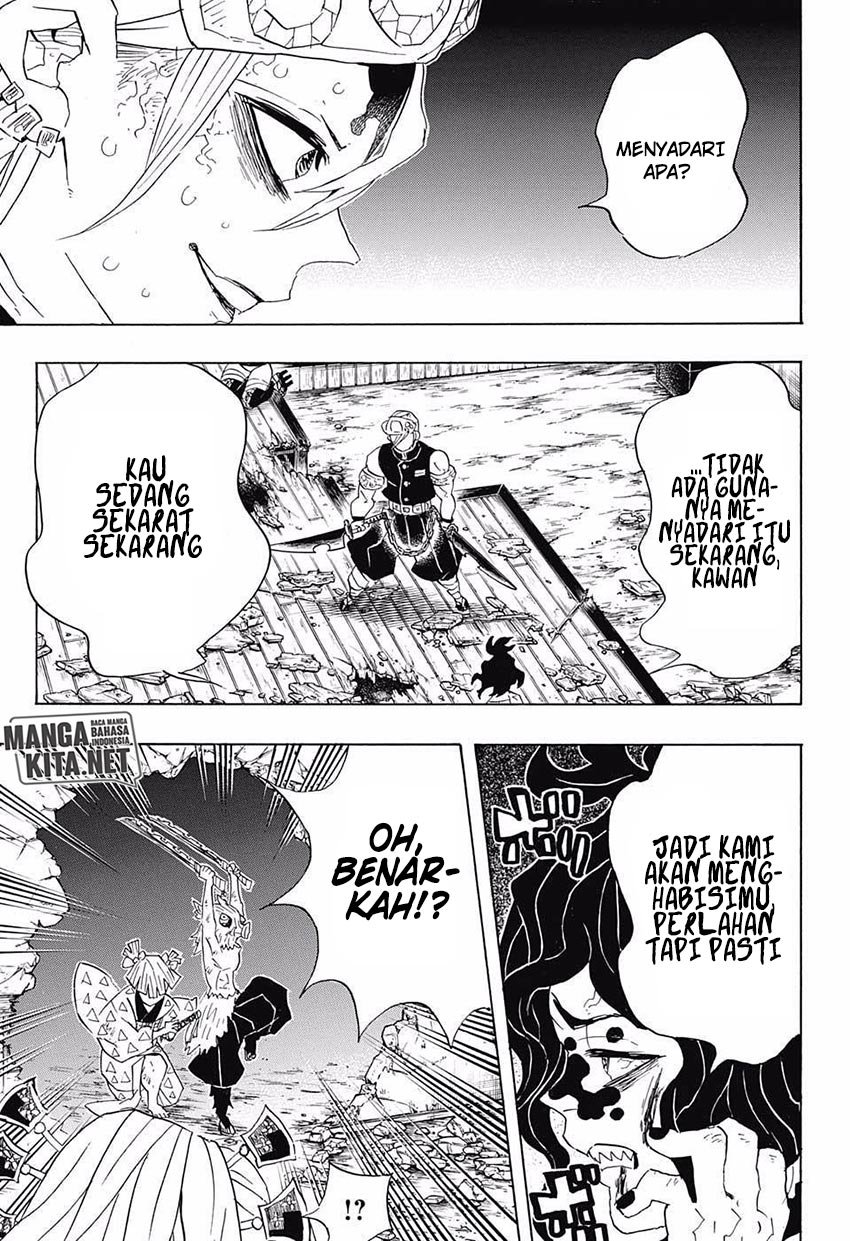 MENYADARI
APA?
...TIDAK
ADA GUNA-
NYA ME-
NYADARI ITU
SEKARANG,
KAWAN
KAU
SEDANG
SEKARAT
SEKARANG
JADI KAMI
AKAN MENG-
HABISIMU,
PERLAHAN
TAPI PASTI
OH,
BENAR-
KAH!?
!?
MANGA
KITA.NET
BACA MANGA
BAHASA
INDONESIA